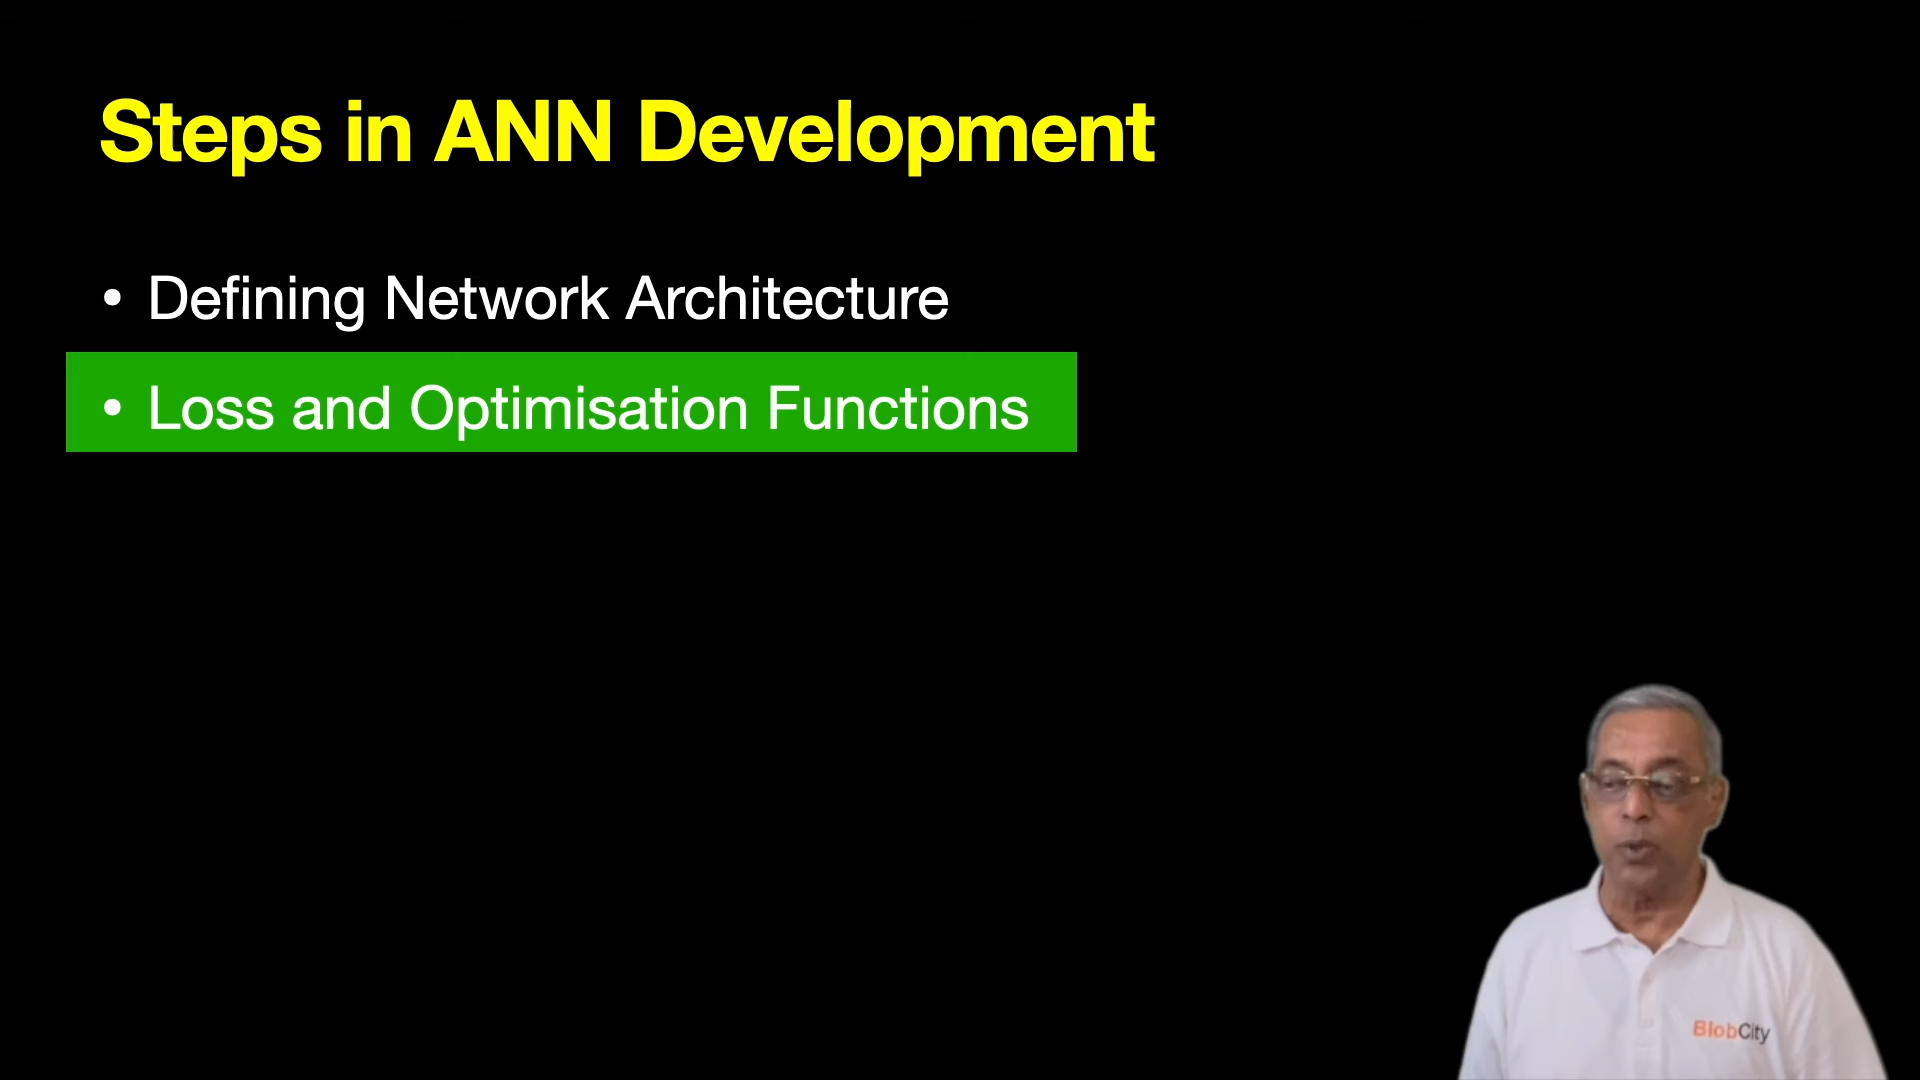 Steps in ANN Development
• Defining Network Architecture
• Loss and Optimisation Functions
BlobCity